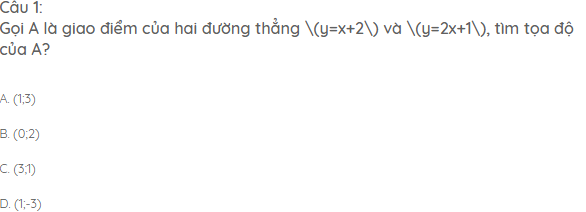 Câu 1:
Gọi A là giao điểm của hai đường thẳng \(y=x+2\) và \(y=2x+1\), tìm tọa độ
của A?
A. (1;3)
B. (0;2)
C. (3;1)
D. (1;-3)